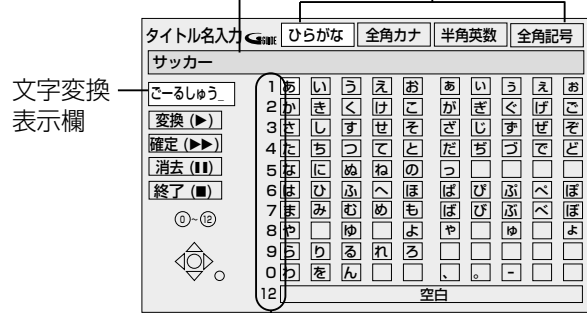 タイトル名入力 G-GUIDE ひらがな 全角カナ 半角英数 全角記号
サッカー
文字変換
表示欄
ごーるしゅう_
変換 (▶)
確定 (▶▶)
消去 (❚❚)
終了 (■)
⓪~⑫
1 あ い う え お ぁ ぃ ぅ ぇ ぉ
2 か き く け こ が ぎ ぐ げ ご
3 さ し す せ そ ざ じ ず ぜ ぞ
4 た ち つ て と だ ぢ づ で ど
5 な に ぬ ね の っ
6 は ひ ふ へ ほ ぱ ぴ ぷ ぺ ぽ
7 ま み む め も ば び ぶ べ ぼ
8 や ゆ よ ゃ ゅ ょ
9 ら り る れ ろ
0 わ を ん 、 。 -
12 空白